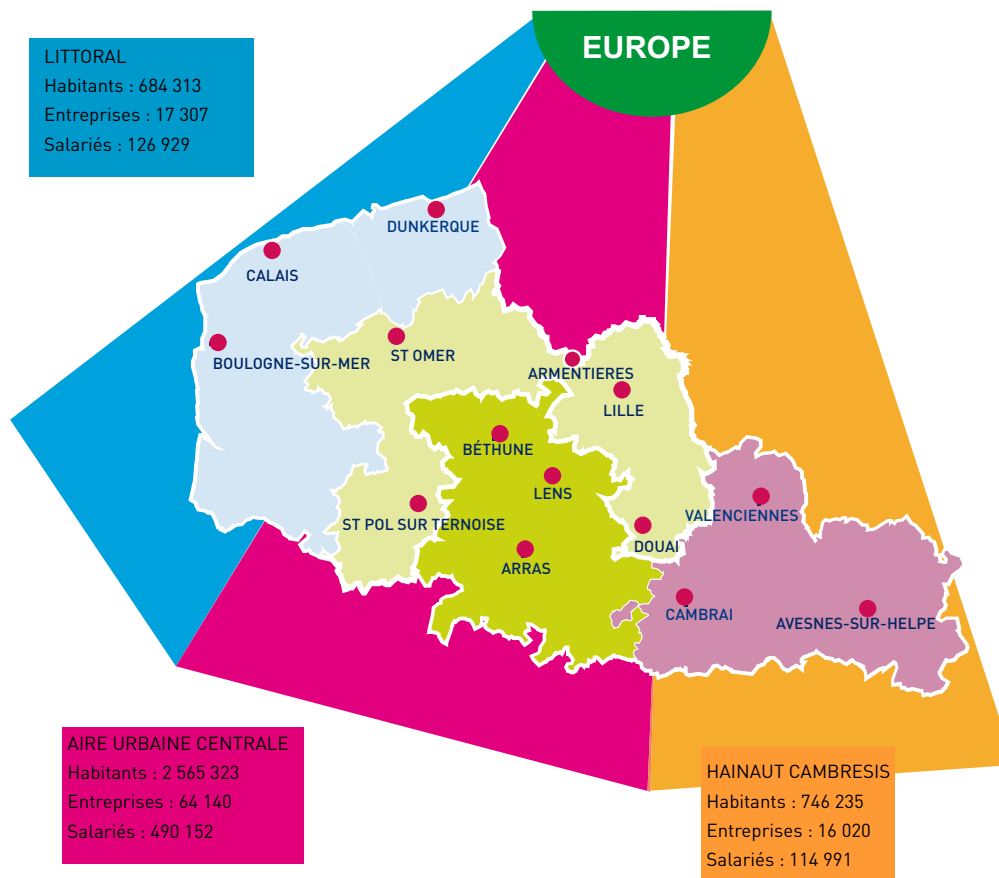 EUROPE
LITTORAL
Habitants : 684 313
Entreprises : 17 307
Salariés : 126 929
DUNKERQUE
CALAIS
BOULOGNE-SUR-MER
ST OMER
ARMENTIERES
LILLE
BÉTHUNE
LENS
ST POL SUR TERNOISE
VALENCIENNES
DOUAI
ARRAS
CAMBRAI
AVESNES-SUR-HELPE
AIRE URBAINE CENTRALE
Habitants : 2 565 323
Entreprises : 64 140
Salariés : 490 152
HAINAUT CAMBRESIS
Habitants : 746 235
Entreprises : 16 020
Salariés : 114 991